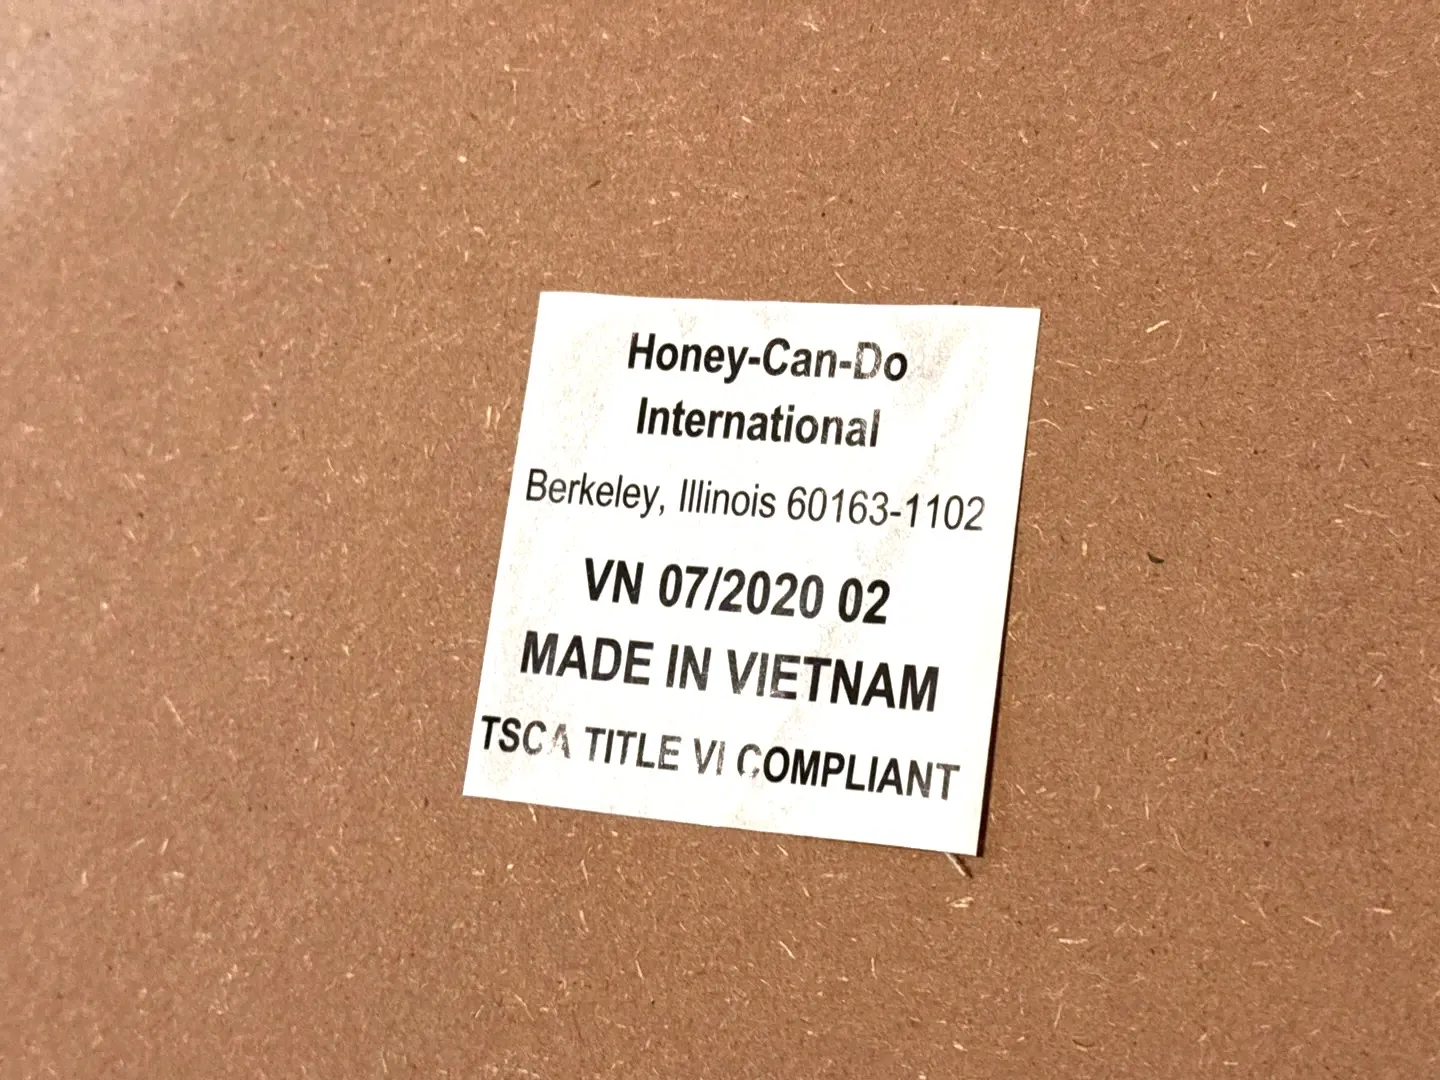 Honey-Can-Do
International
Berkeley, Illinois 60163-1102
VN 07/2020 02
MADE IN VIETNAM
TSCA TITLE VI COMPLIANT